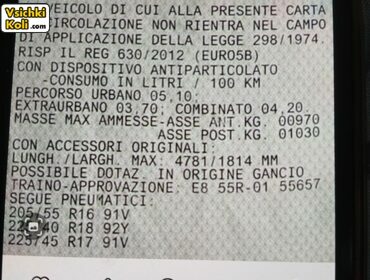 Vsichki
Koli.com
VEICOLO DI CUI ALLA PRESENTE CARTA
CIRCOLAZIONE NON RIENTRA NEL CAMPO
DI APPLICAZIONE DELLA LEGGE 298/1974.
RISP IL REG 630/2012 (EURO5B)
CON DISPOSITIVO ANTIPARTICOLATO
-CONSUMO IN LITRI / 100 KM
PERCORSO URBANO 05,10:
EXTRAURBANO 03,70; COMBINATO 04,20.
MASSE MAX AMMESSE-ASSE ANT.KG. 00970
ASSE POST.KG. 01030
CON ACCESSORI ORIGINALI:
LUNGH./LARGH. MAX: 4781/1814 MM
POSSIBILE DOTAZ. IN ORIGINE GANCIO
TRAINO-APPROVAZIONE: E8 55R-01 55657
SEGUE PNEUMATICI:
205/55 R16 91V
R18 92Y
225/45 R17 91V